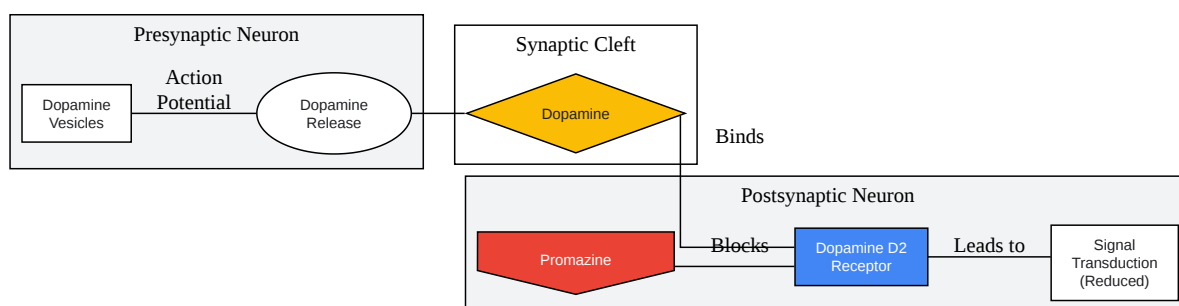 Presynaptic Neuron
Action
Potential
Dopamine
Vesicles
Dopamine
Release
Synaptic Cleft
Dopamine
Binds
Postsynaptic Neuron
Promazine
Blocks
Dopamine D2
Receptor
Leads to
Signal
Transduction
(Reduced)